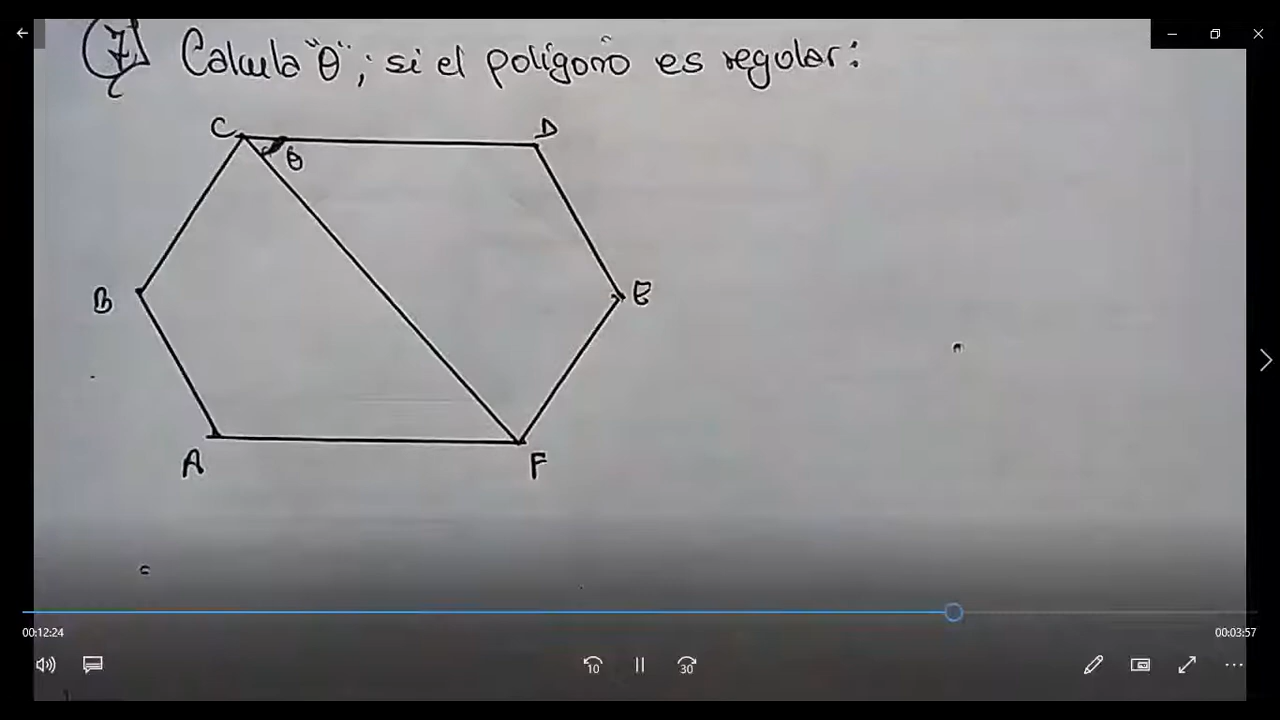 7) Calcula "θ"; si el polígono es regular:
C D
θ
B E
A F
00:12:24 00:03:57
10 30